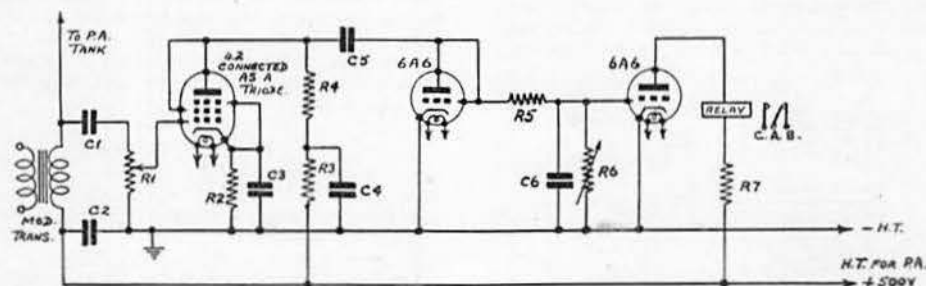 TO P.A.
TANK
C1
C2
R1
MOD.
TRANS.
42
CONNECTED
AS A
TRIODE.
R2
C3
R4
R3
C4
C5
6A6
R5
C6
R6
6A6
RELAY
C. A. B.
R7
- H.T.
H.T. FOR P.A.
+ 500V